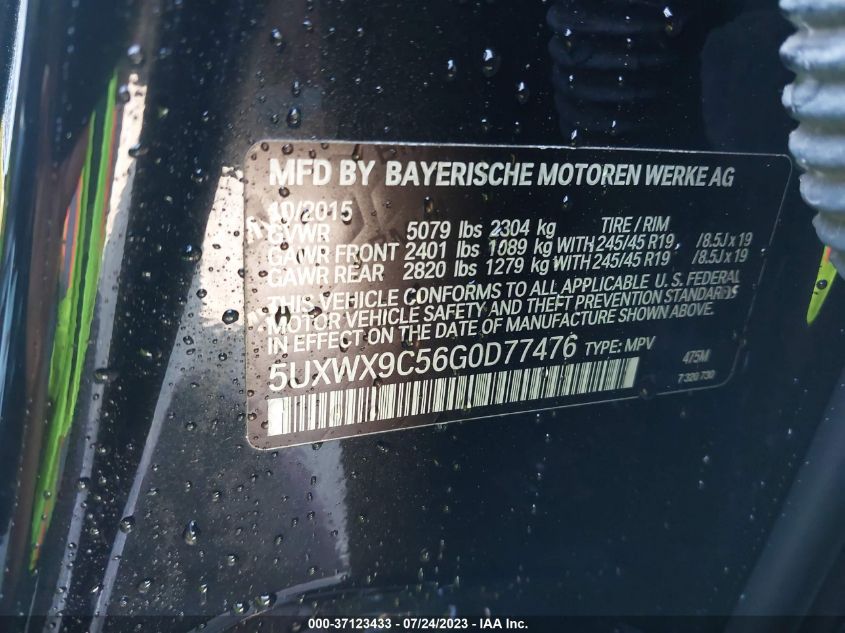 MFD BY BAYERISCHE MOTOREN WERKE AG
10/2015
GVWR 5079 lbs 2304 kg TIRE / RIM
GAWR FRONT 2401 lbs 1089 kg WITH 245/45 R19 /8.5J x 19
GAWR REAR 2820 lbs 1279 kg WITH 245/45 R19 /8.5J x 19
THIS VEHICLE CONFORMS TO ALL APPLICABLE U.S. FEDERAL
MOTOR VEHICLE SAFETY AND THEFT PREVENTION STANDARDS
IN EFFECT ON THE DATE OF MANUFACTURE SHOWN ABOVE.
5UXWX9C56G0D77476 TYPE: MPV 475M
7 320 730
000-37123433 - 07/24/2023 - IAA Inc.